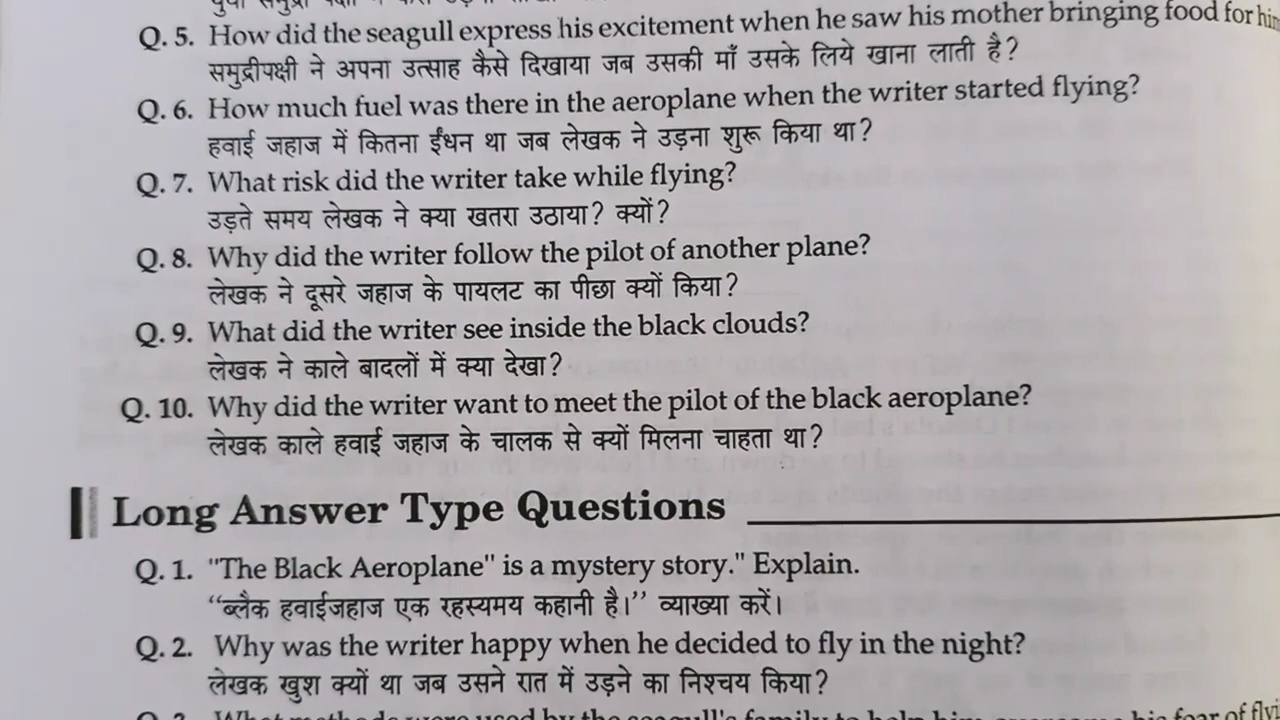 Q. 5. How did the seagull express his excitement when he saw his mother bringing food for him
समुद्रीपक्षी ने अपना उत्साह कैसे दिखाया जब उसकी माँ उसके लिये खाना लाती है?
Q. 6. How much fuel was there in the aeroplane when the writer started flying?
हवाई जहाज में कितना ईंधन था जब लेखक ने उड़ना शुरू किया था?
Q. 7. What risk did the writer take while flying?
उड़ते समय लेखक ने क्या खतरा उठाया? क्यों?
Q. 8. Why did the writer follow the pilot of another plane?
लेखक ने दूसरे जहाज के पायलट का पीछा क्यों किया?
Q. 9. What did the writer see inside the black clouds?
लेखक ने काले बादलों में क्या देखा?
Q. 10. Why did the writer want to meet the pilot of the black aeroplane?
लेखक काले हवाई जहाज के चालक से क्यों मिलना चाहता था?
Long Answer Type Questions
Q. 1. "The Black Aeroplane" is a mystery story." Explain.
“ब्लैक हवाईजहाज एक रहस्यमय कहानी है।” व्याख्या करें।
Q. 2. Why was the writer happy when he decided to fly in the night?
लेखक खुश क्यों था जब उसने रात में उड़ने का निश्चय किया?